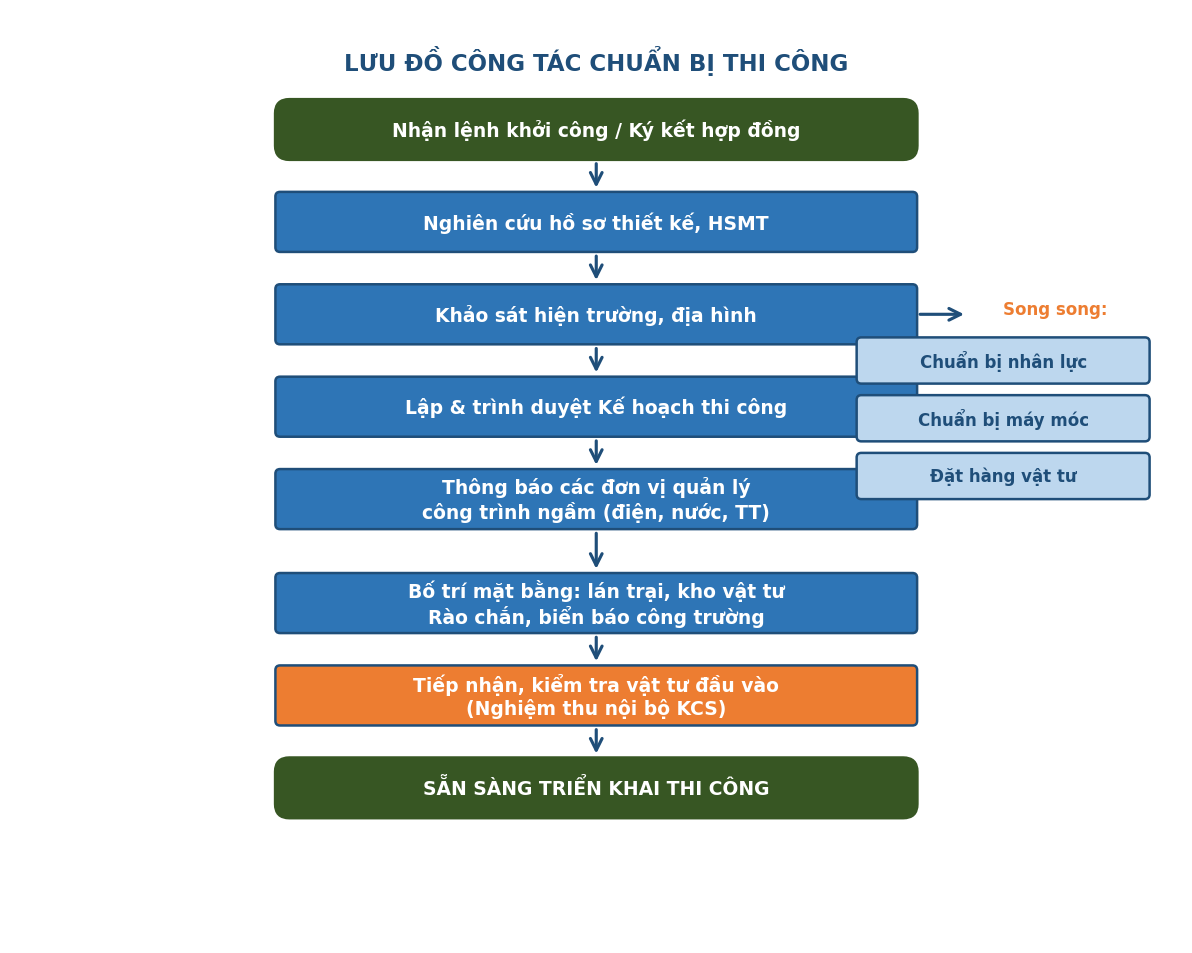 LƯU ĐỒ CÔNG TÁC CHUẨN BỊ THI CÔNG
Nhận lệnh khởi công / Ký kết hợp đồng
Nghiên cứu hồ sơ thiết kế, HSMT
Khảo sát hiện trường, địa hình
Song song:
Chuẩn bị nhân lực
Chuẩn bị máy móc
Đặt hàng vật tư
Lập & trình duyệt Kế hoạch thi công
Thông báo các đơn vị quản lý
công trình ngầm (điện, nước, TT)
Bố trí mặt bằng: lán trại, kho vật tư
Rào chắn, biển báo công trường
Tiếp nhận, kiểm tra vật tư đầu vào
(Nghiệm thu nội bộ KCS)
SẴN SÀNG TRIỂN KHAI THI CÔNG